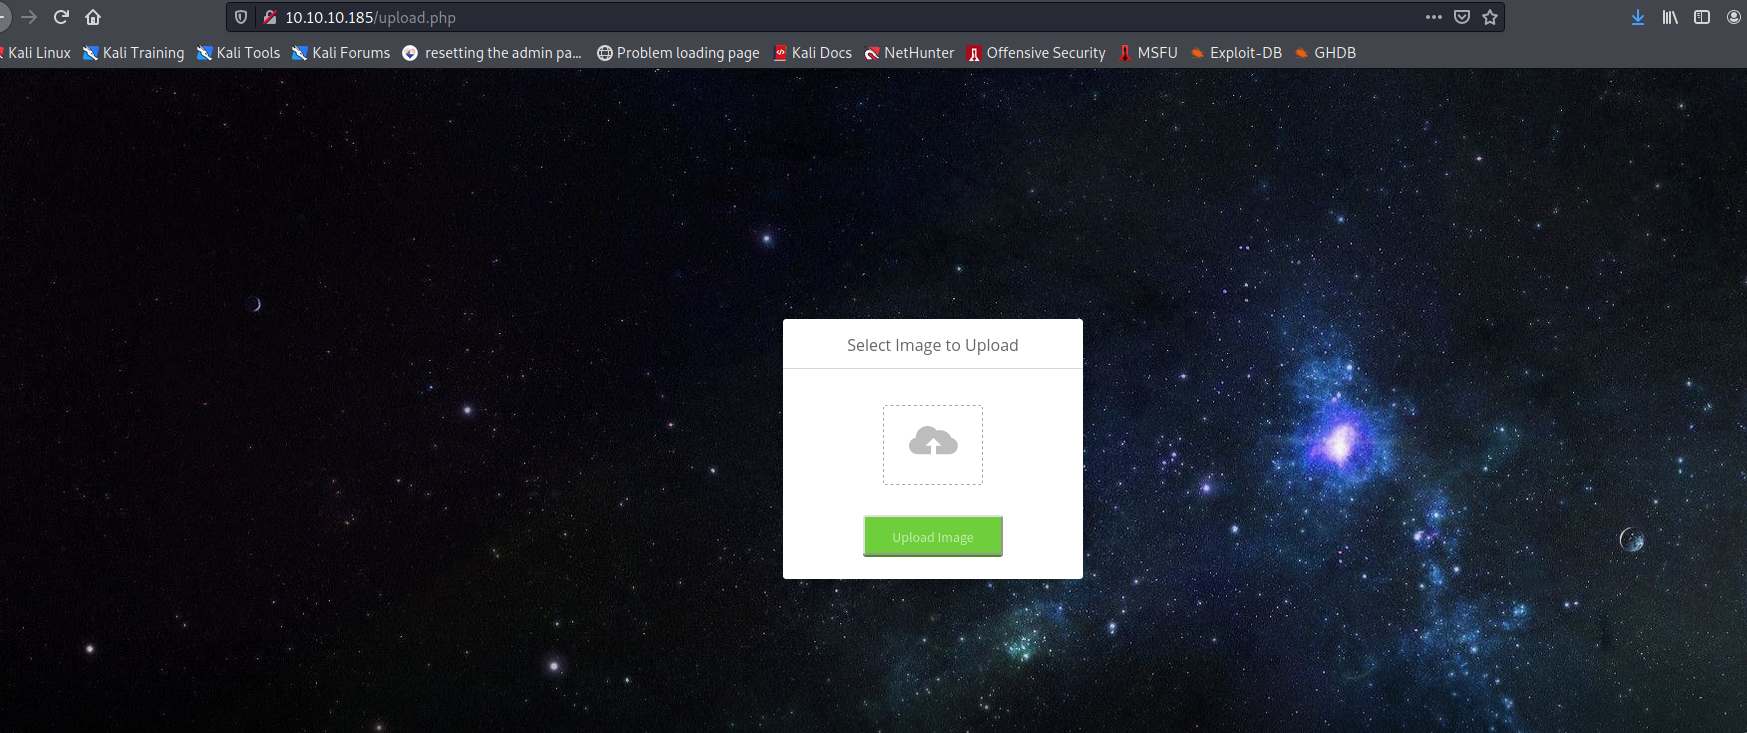 10.10.10.185/upload.php
Kali Linux Kali Training Kali Tools Kali Forums resetting the admin pa... Problem loading page Kali Docs NetHunter Offensive Security MSFU Exploit-DB GHDB
Select Image to Upload
Upload Image